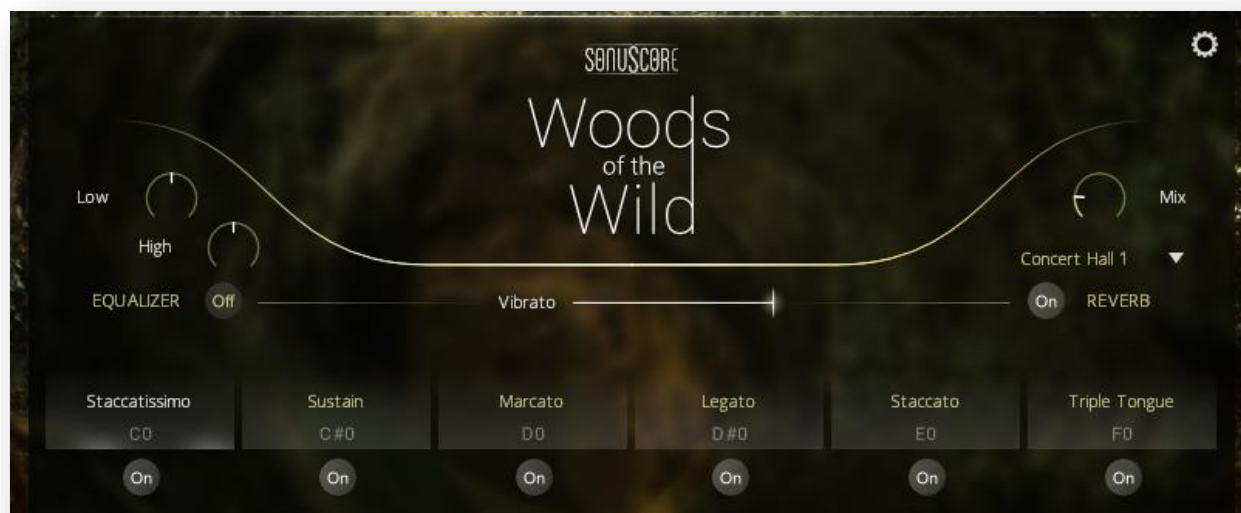 SONUSCORE
Woods
of the
Wild
Low
Mix
High
Concert Hall 1
EQUALIZER Off Vibrato On REVERB
Staccatissimo Sustain Marcato Legato Staccato Triple Tongue
C0 C#0 D0 D#0 E0 F0
On On On On On On